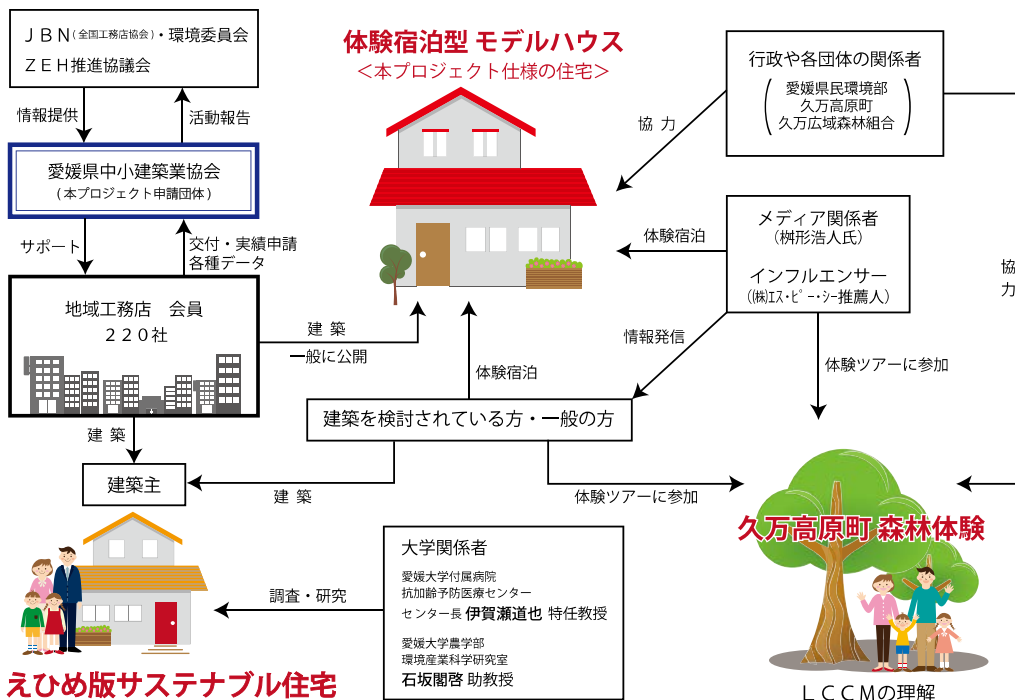 JBN(全国工務店協会)・環境委員会
ZEH推進協議会
情報提供
活動報告
愛媛県中小建築業協会
(本プロジェクト申請団体)
サポート
交付・実績申請
各種データ
地域工務店　会員
220社
建 築
一般に公開
建 築
建築主
体験宿泊型 モデルハウス
＜本プロジェクト仕様の住宅＞
体験宿泊
建築を検討されている方・一般の方
建 築
体験ツアーに参加
協 力
行政や各団体の関係者
(愛媛県民環境部
久万高原町
久万広域森林組合)
体験宿泊
メディア関係者
(桝形浩人氏)
インフルエンサー
(㈱エス・ピー・シー推薦人)
情報発信
体験ツアーに参加
協
力
えひめ版サステナブル住宅
調査・研究
大学関係者
愛媛大学付属病院
抗加齢予防医療センター
センター長 伊賀瀬道也 特任教授
愛媛大学農学部
環境産業科学研究室
石坂閣啓 助教授
久万高原町 森林体験
LCCMの理解